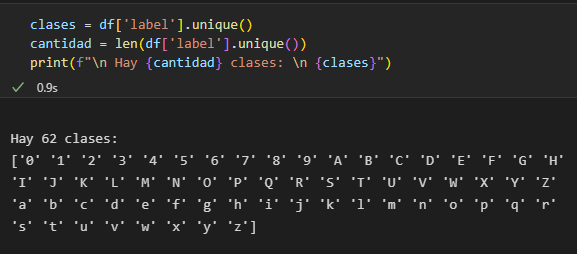 clases = df['label'].unique()
cantidad = len(df['label'].unique())
print(f"\n Hay {cantidad} clases: \n {clases}")
✓ 0.9s
Hay 62 clases:
['0' '1' '2' '3' '4' '5' '6' '7' '8' '9' 'A' 'B' 'C' 'D' 'E' 'F' 'G' 'H'
'I' 'J' 'K' 'L' 'M' 'N' 'O' 'P' 'Q' 'R' 'S' 'T' 'U' 'V' 'W' 'X' 'Y' 'Z'
'a' 'b' 'c' 'd' 'e' 'f' 'g' 'h' 'i' 'j' 'k' 'l' 'm' 'n' 'o' 'p' 'q' 'r'
's' 't' 'u' 'v' 'w' 'x' 'y' 'z']